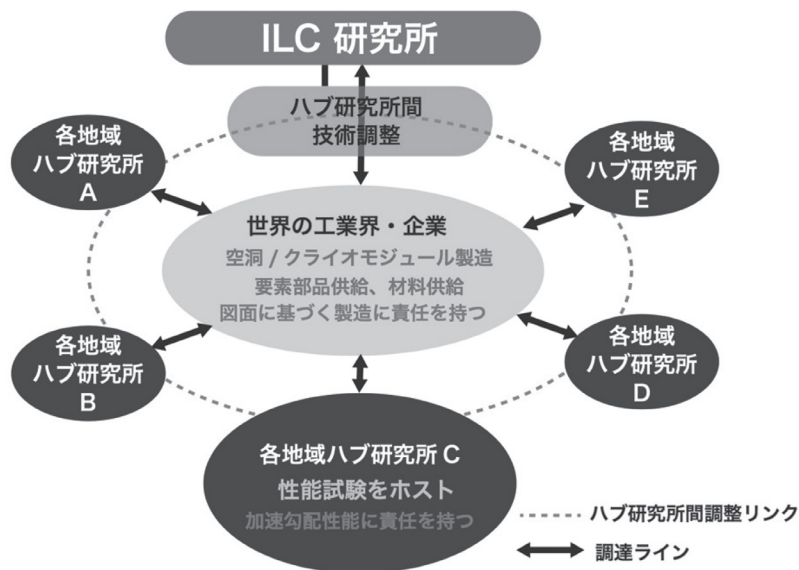 ILC 研究所
ハブ研究所間
技術調整
各地域
ハブ研究所
A
各地域
ハブ研究所
E
世界の工業界・企業
空洞 / クライオモジュール製造
要素部品供給、材料供給
図面に基づく製造に責任を持つ
各地域
ハブ研究所
B
各地域
ハブ研究所
D
各地域ハブ研究所 C
性能試験をホスト
加速勾配性能に責任を持つ
ハブ研究所間調整リンク
調達ライン